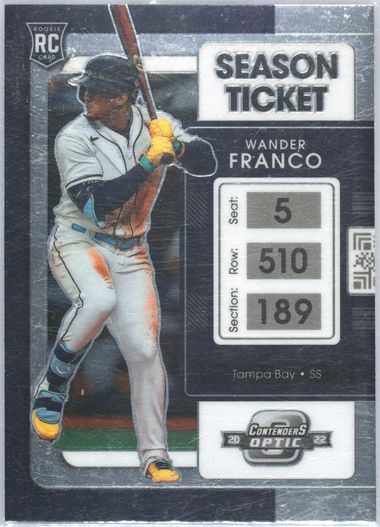 ROOKIE
RC
CARD
SEASON
TICKET
WANDER
FRANCO
Seat: 5
Row: 510
Section: 189
Tampa Bay • SS
CONTENDERS
20 OPTIC 22